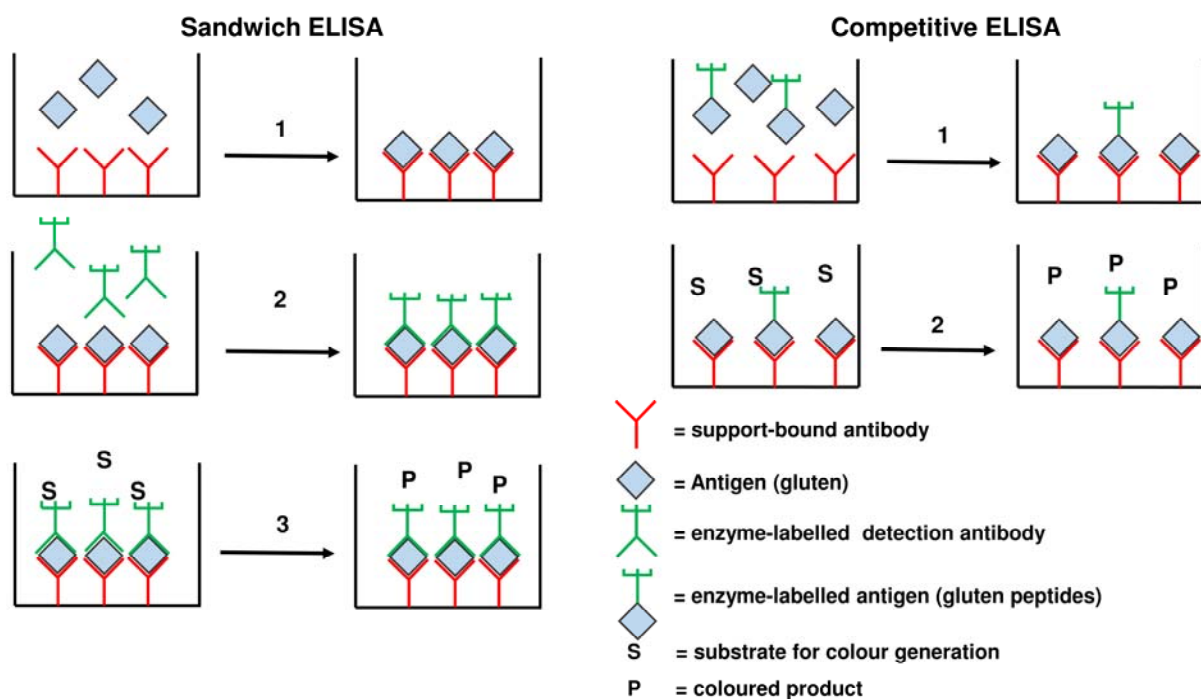 Sandwich ELISA
1
2
S
S
S
3
P
P
P
Competitive ELISA
1
S
S
S
2
P
P
P
= support-bound antibody
= Antigen (gluten)
= enzyme-labelled detection antibody
= enzyme-labelled antigen (gluten peptides)
S = substrate for colour generation
P = coloured product